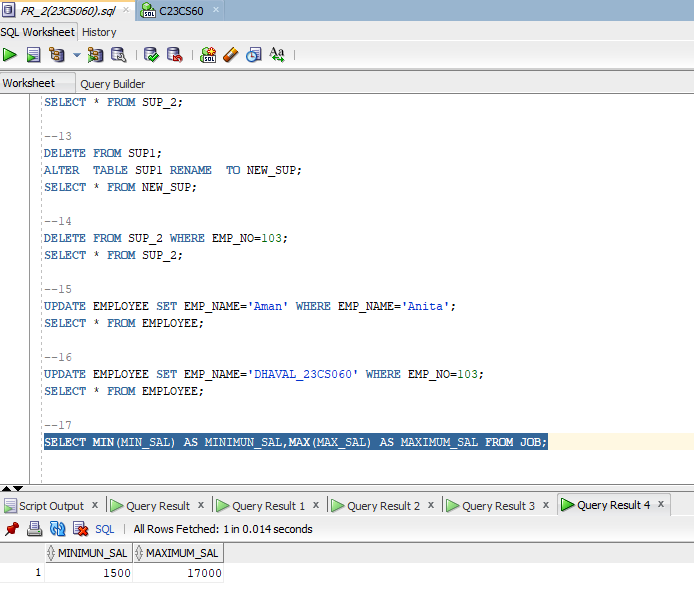 PR_2(23CS060).sql × C23CS60 ×
SQL Worksheet History
Worksheet Query Builder
SELECT * FROM SUP_2;
--13
DELETE FROM SUP1;
ALTER TABLE SUP1 RENAME TO NEW_SUP;
SELECT * FROM NEW_SUP;
--14
DELETE FROM SUP_2 WHERE EMP_NO=103;
SELECT * FROM SUP_2;
--15
UPDATE EMPLOYEE SET EMP_NAME='Aman' WHERE EMP_NAME='Anita';
SELECT * FROM EMPLOYEE;
--16
UPDATE EMPLOYEE SET EMP_NAME='DHAVAL_23CS060' WHERE EMP_NO=103;
SELECT * FROM EMPLOYEE;
--17
SELECT MIN(MIN_SAL) AS MINIMUN_SAL,MAX(MAX_SAL) AS MAXIMUM_SAL FROM JOB;
Script Output × Query Result × Query Result 1 × Query Result 2 × Query Result 3 × Query Result 4 ×
SQL All Rows Fetched: 1 in 0.014 seconds
MINIMUN_SAL MAXIMUM_SAL
1 1500 17000